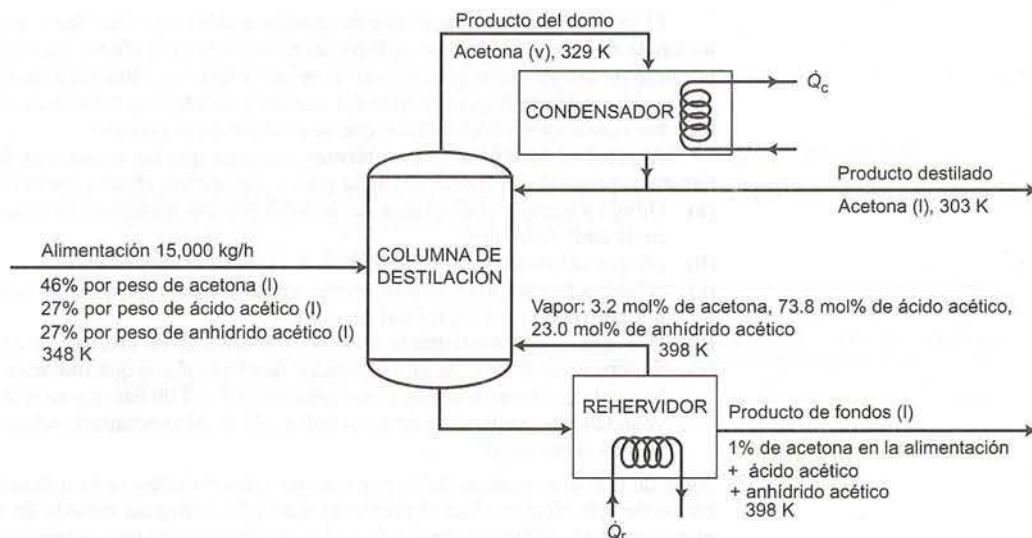 Producto del domo
Acetona (v), 329 K
Q̇c
CONDENSADOR
Producto destilado
Acetona (l), 303 K
Alimentación 15,000 kg/h
COLUMNA DE
DESTILACIÓN
46% por peso de acetona (l)
27% por peso de ácido acético (l)
27% por peso de anhídrido acético (l)
348 K
Vapor: 3.2 mol% de acetona, 73.8 mol% de ácido acético,
23.0 mol% de anhídrido acético
398 K
REHERVIDOR
Producto de fondos (l)
1% de acetona en la alimentación
+ ácido acético
+ anhídrido acético
398 K
Q̇r